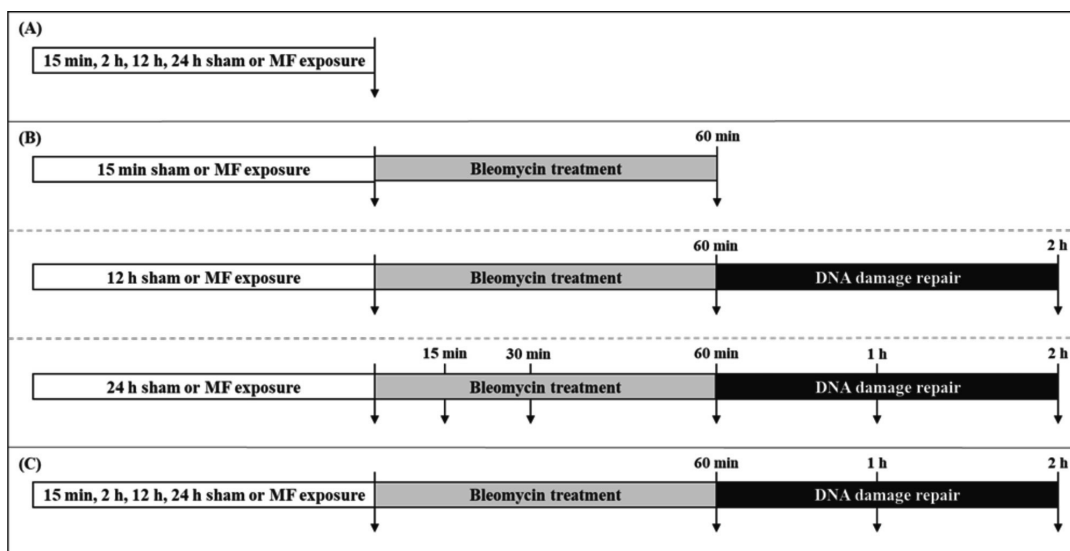 (A)
15 min, 2 h, 12 h, 24 h sham or MF exposure
(B)
60 min
15 min sham or MF exposure
Bleomycin treatment
60 min
2 h
12 h sham or MF exposure
Bleomycin treatment
DNA damage repair
15 min
30 min
60 min
1 h
2 h
24 h sham or MF exposure
Bleomycin treatment
DNA damage repair
(C)
60 min
1 h
2 h
15 min, 2 h, 12 h, 24 h sham or MF exposure
Bleomycin treatment
DNA damage repair